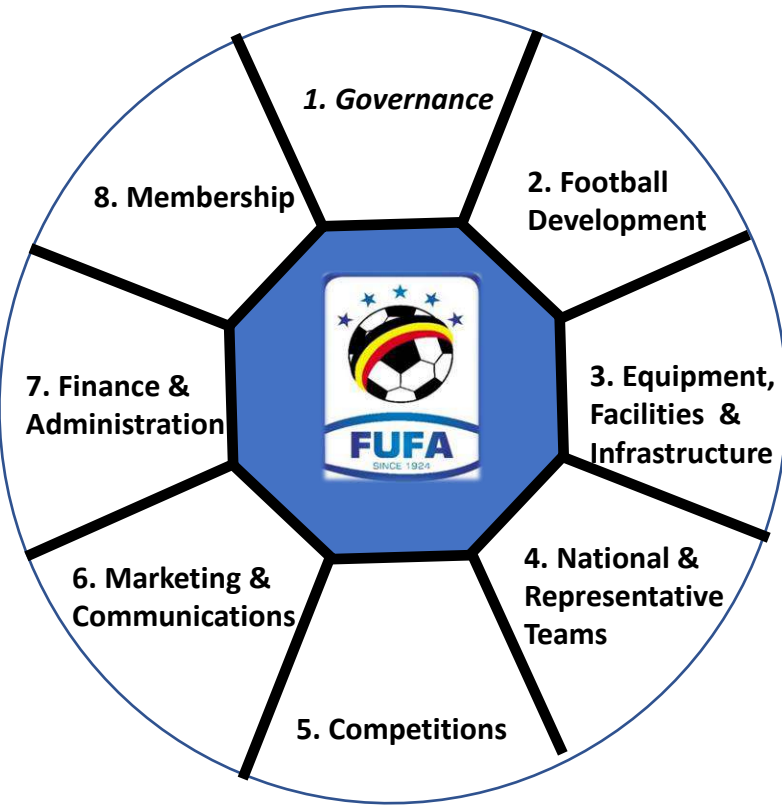 1. Governance
2. Football
Development
3. Equipment,
Facilities &
Infrastructure
4. National &
Representative
Teams
5. Competitions
6. Marketing &
Communications
7. Finance &
Administration
8. Membership
FUFA
SINCE 1924